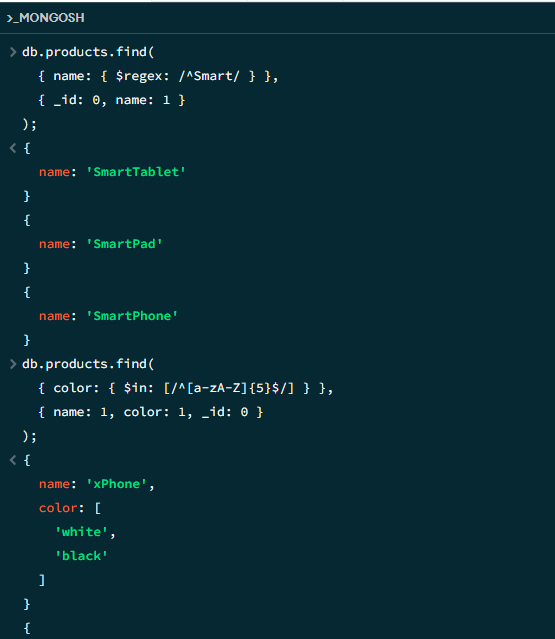 >_MONGOSH
> db.products.find(
{ name: { $regex: /^Smart/ } },
{ _id: 0, name: 1 }
);
< {
name: 'SmartTablet'
}
{
name: 'SmartPad'
}
{
name: 'SmartPhone'
}
> db.products.find(
{ color: { $in: [/^[a-zA-Z]{5}$/] } },
{ name: 1, color: 1, _id: 0 }
);
< {
name: 'xPhone',
color: [
'white',
'black'
]
}
{